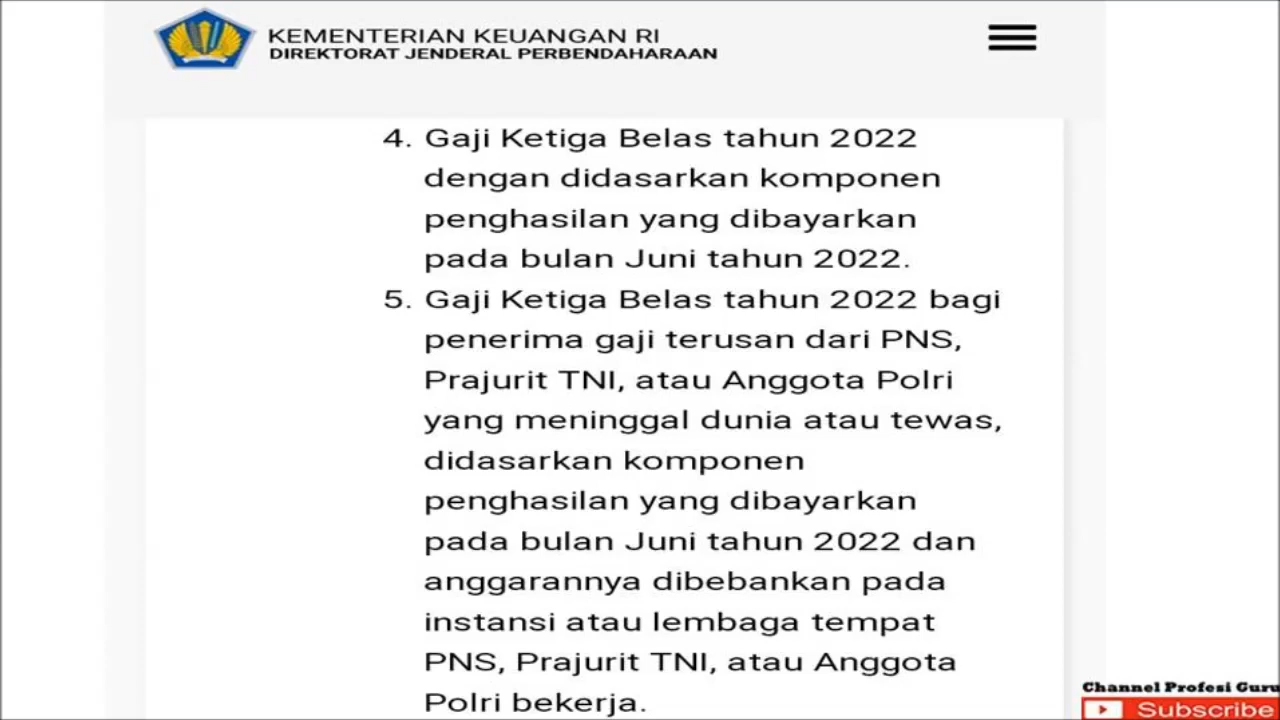 KEMENTERIAN KEUANGAN RI
DIREKTORAT JENDERAL PERBENDAHARAAN
4. Gaji Ketiga Belas tahun 2022
dengan didasarkan komponen
penghasilan yang dibayarkan
pada bulan Juni tahun 2022.
5. Gaji Ketiga Belas tahun 2022 bagi
penerima gaji terusan dari PNS,
Prajurit TNI, atau Anggota Polri
yang meninggal dunia atau tewas,
didasarkan komponen
penghasilan yang dibayarkan
pada bulan Juni tahun 2022 dan
anggarannya dibebankan pada
instansi atau lembaga tempat
PNS, Prajurit TNI, atau Anggota
Polri bekerja.
Channel Profesi Guru
Subscribe